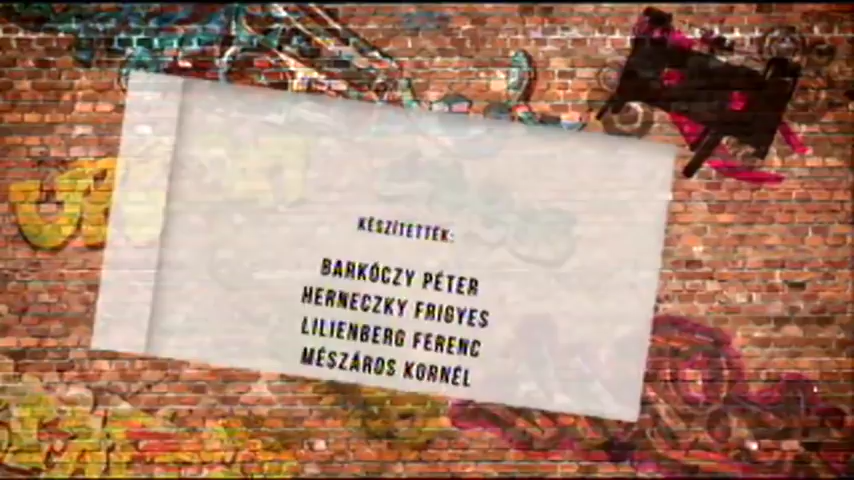 KÉSZÍTETTÉK:
BARKÓCZY PÉTER
HERNECZKY FRIGYES
LILIENBERG FERENC
MÉSZÁROS KORNÉL